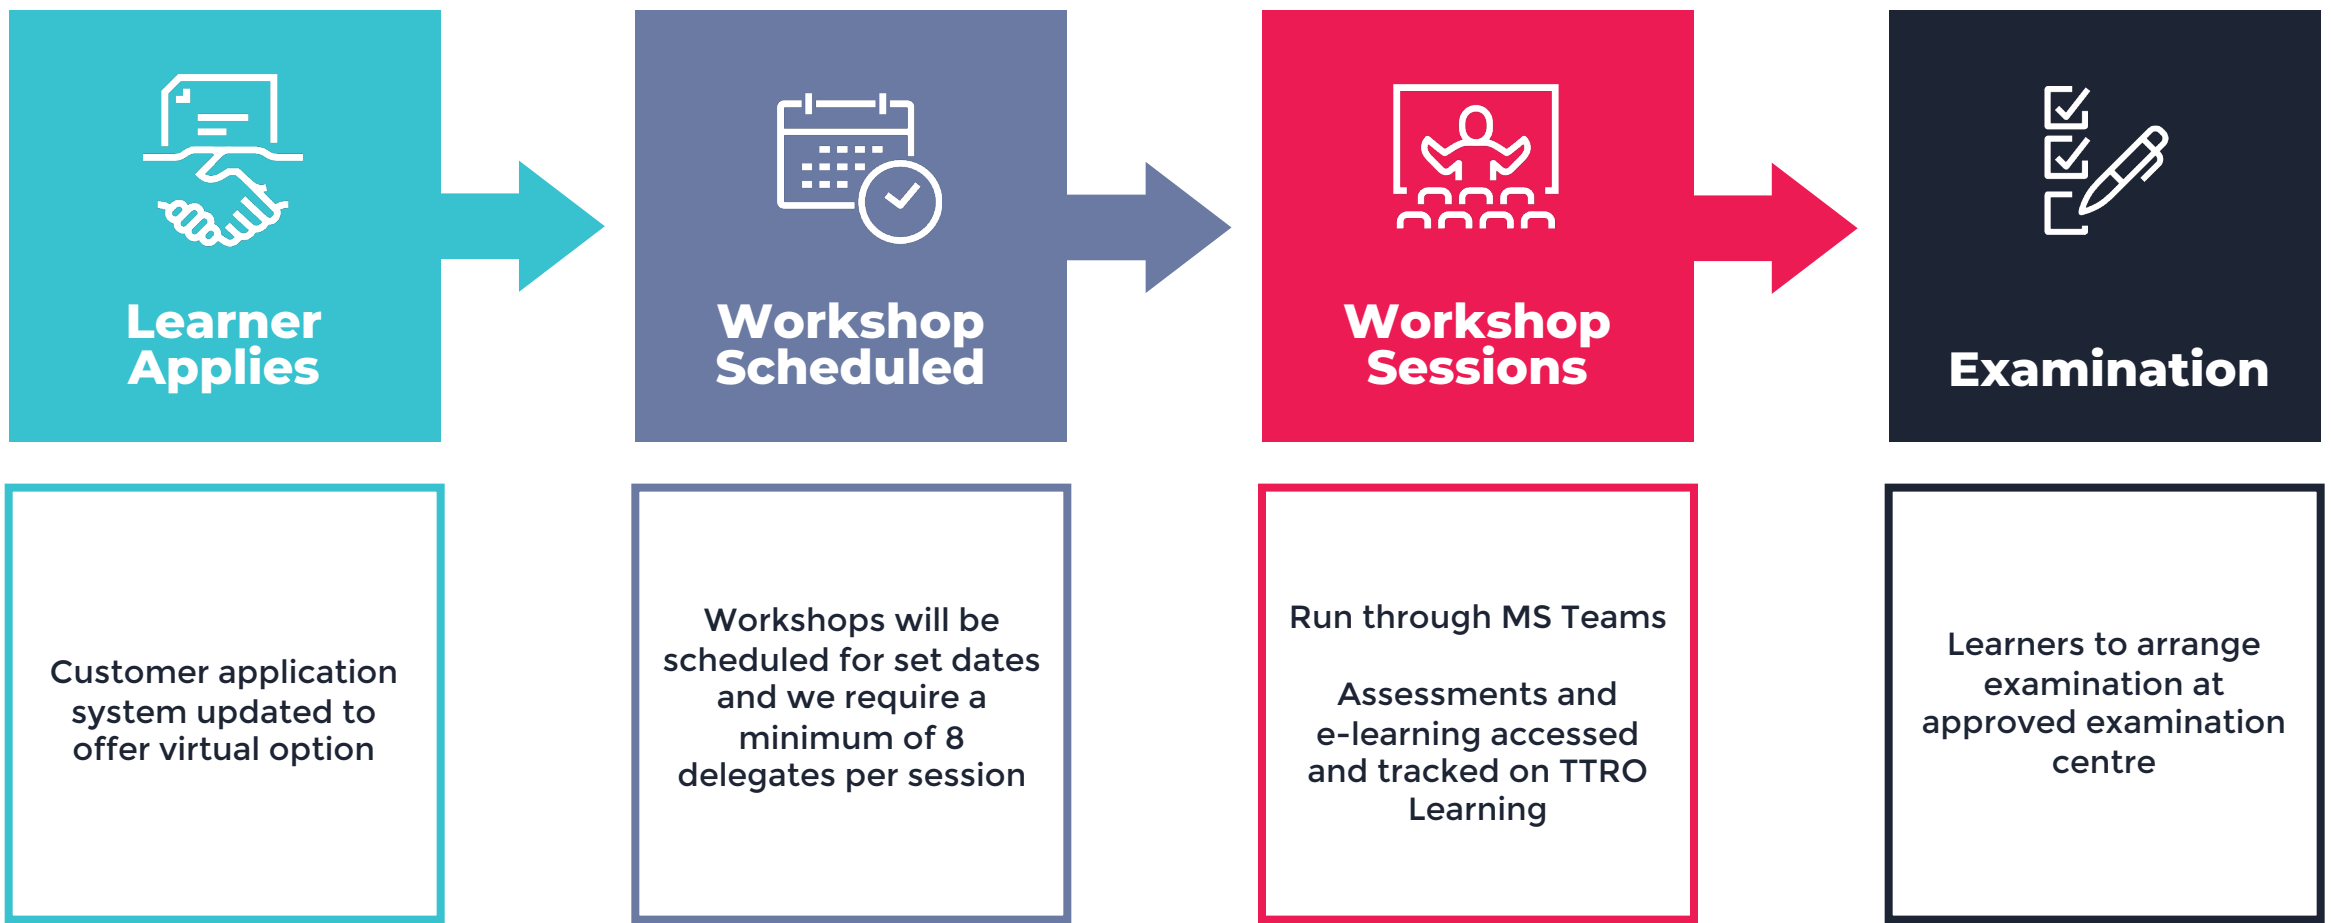 Learner
Applies
Workshop
Scheduled
Workshop
Sessions
Examination
Customer application
system updated to
offer virtual option
Workshops will be
scheduled for set dates
and we require a
minimum of 8
delegates per session
Run through MS Teams
Assessments and
e-learning accessed
and tracked on TTRO
Learning
Learners to arrange
examination at
approved examination
centre